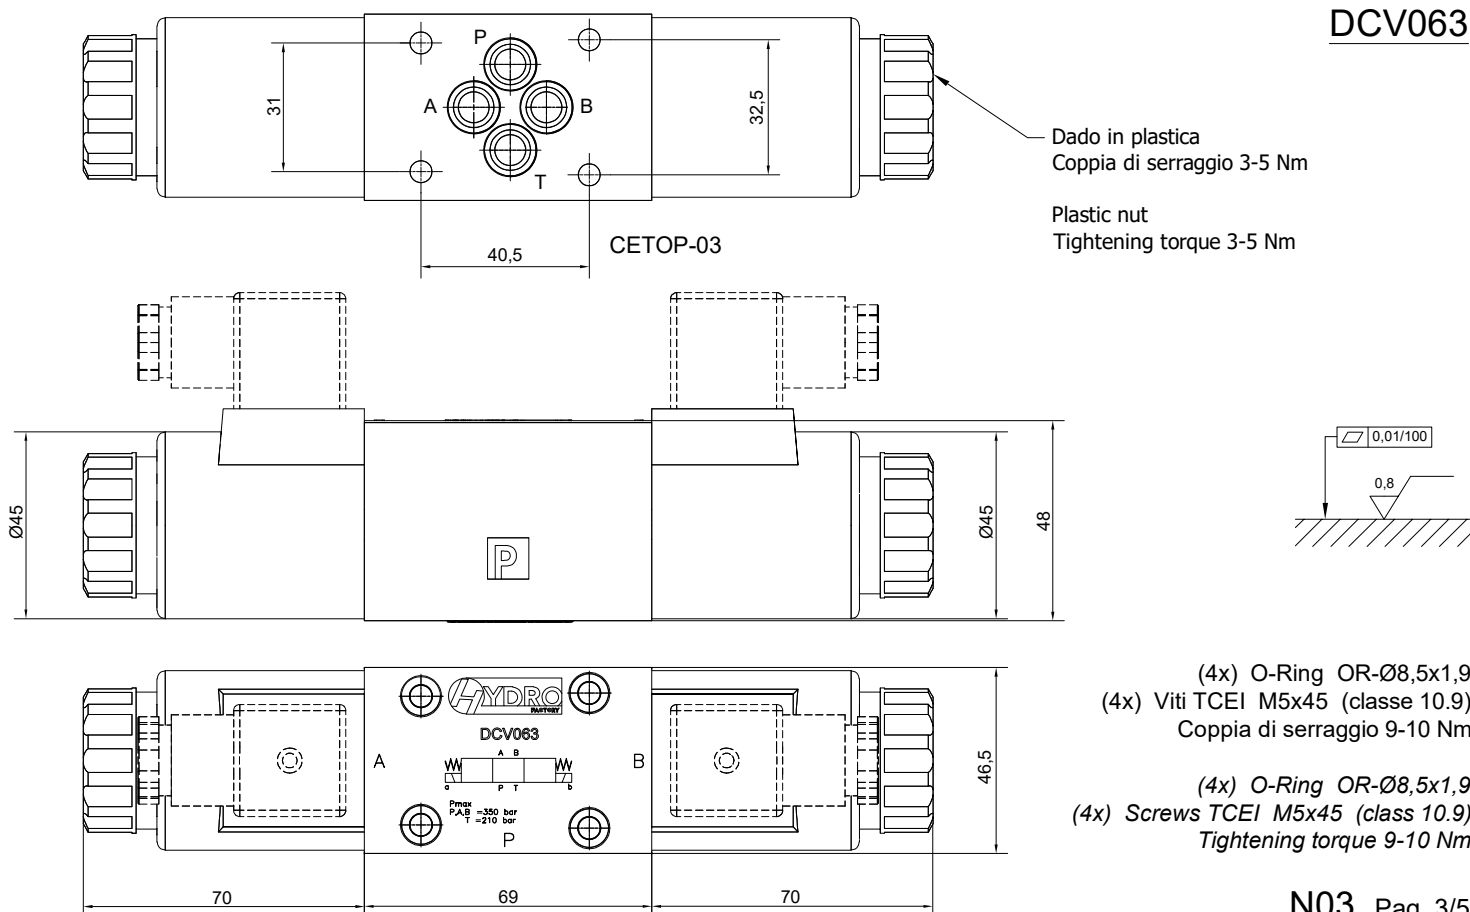 DCV063
P
A
B
T
31
32,5
40,5
CETOP-03
Dado in plastica
Coppia di serraggio 3-5 Nm
Plastic nut
Tightening torque 3-5 Nm
Ø45
P
Ø45
48
0,01/100
0,8
HYDRO
FACTORY
DCV063
A B
a P T b
Pmax
P,A,B =350 bar
T =210 bar
A
B
P
46,5
70
69
70
(4x) O-Ring OR-Ø8,5x1,9
(4x) Viti TCEI M5x45 (classe 10.9)
Coppia di serraggio 9-10 Nm
(4x) O-Ring OR-Ø8,5x1,9
(4x) Screws TCEI M5x45 (class 10.9)
Tightening torque 9-10 Nm
N03 Pag. 3/5